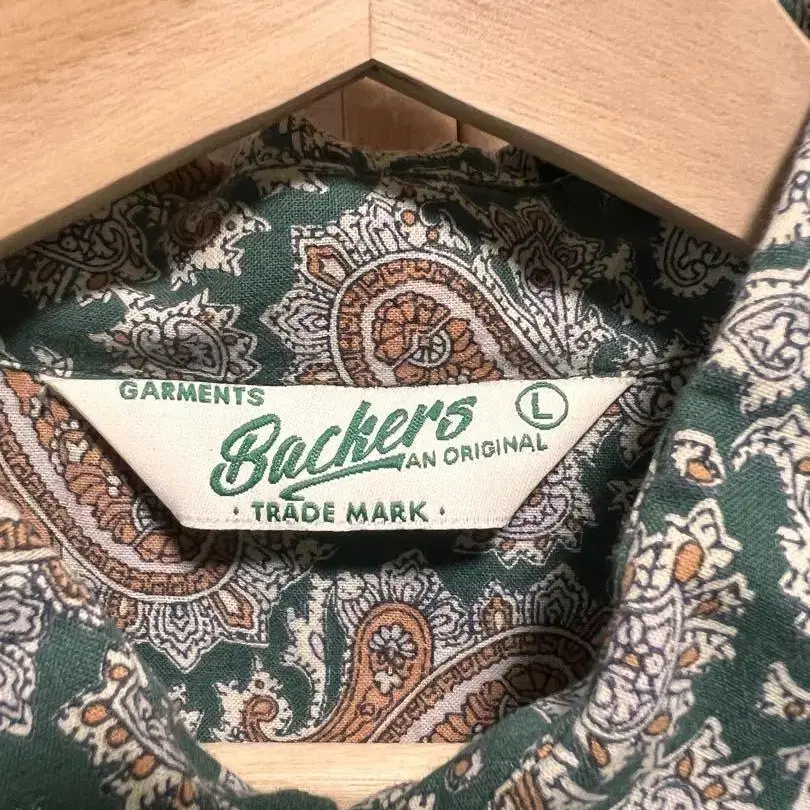 GARMENTS
Backers
L
AN ORIGINAL
· TRADE MARK ·